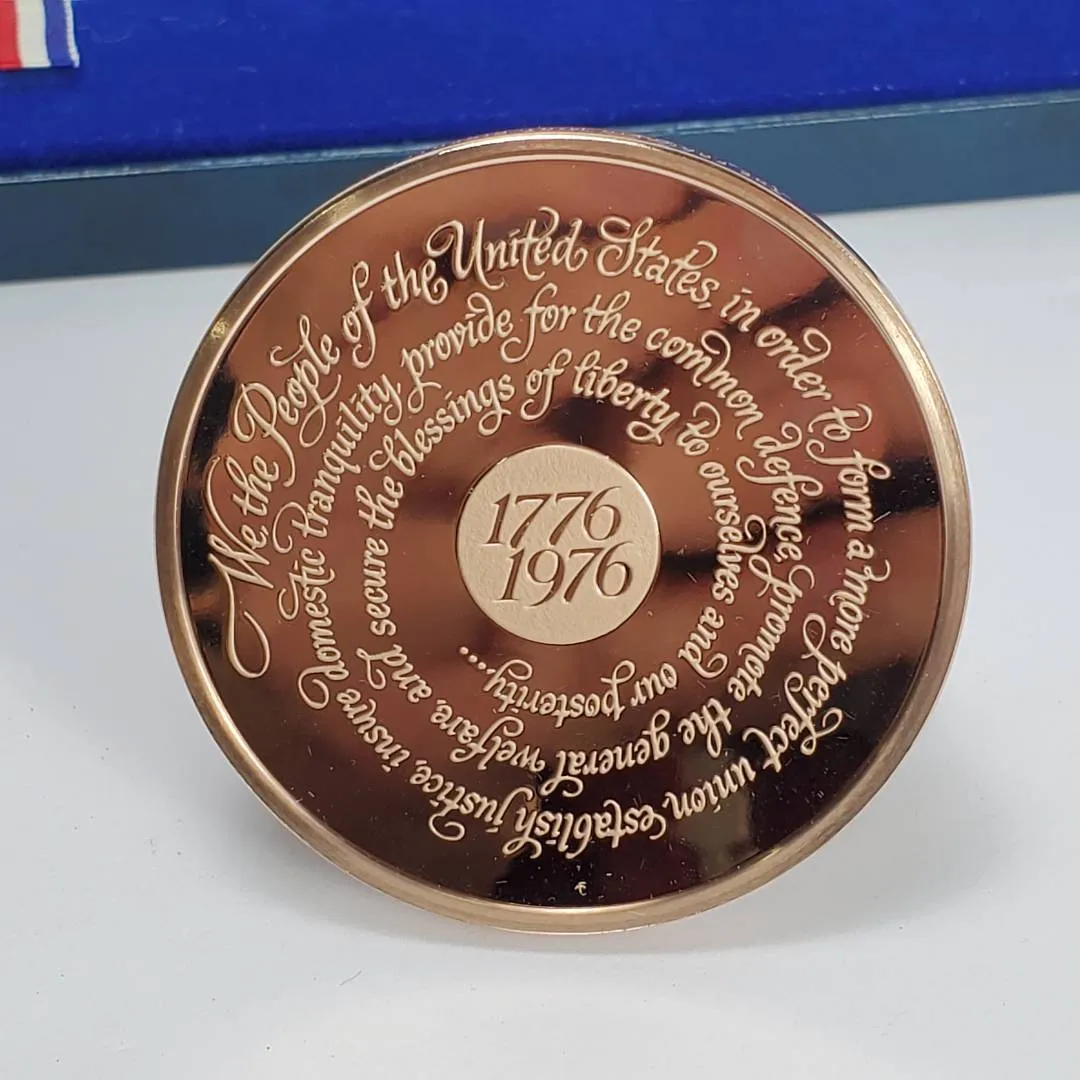 We the People of the United States, in order to form a more perfect union, establish justice, insure
domestic tranquility, provide for the common defence, promote the general welfare, and
secure the blessings of liberty to ourselves and our posterity....
1776
1976